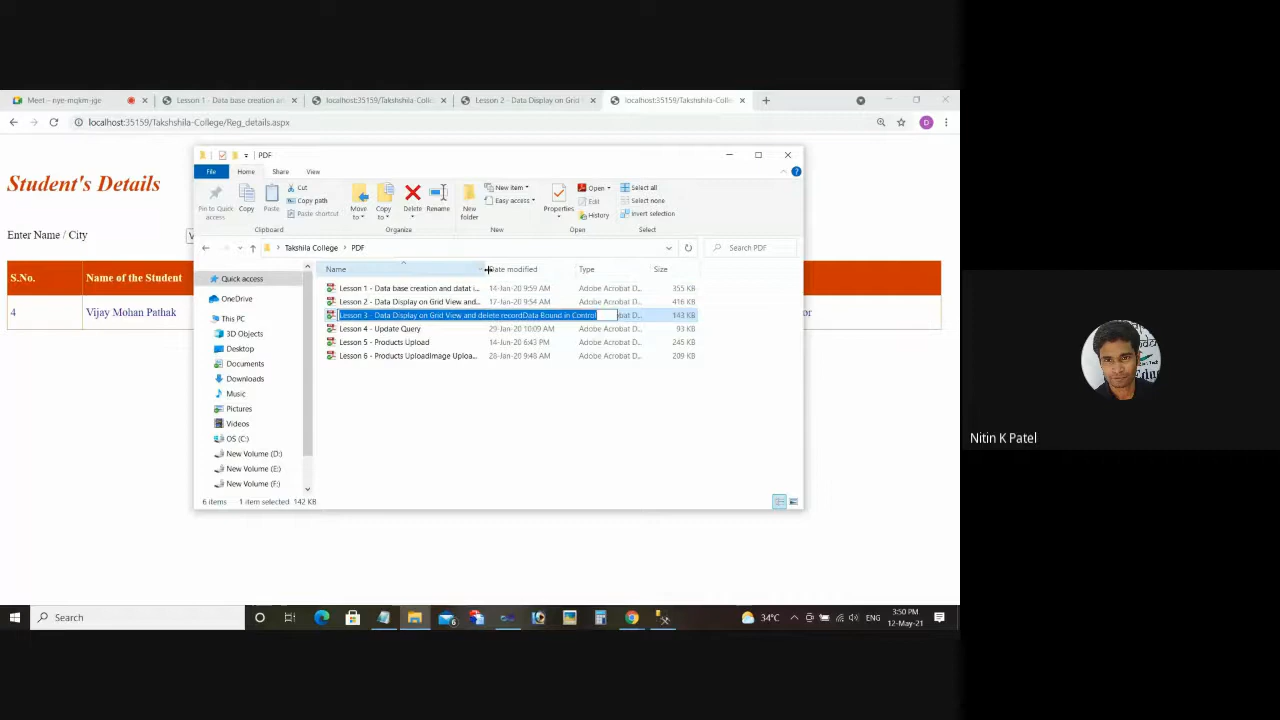 Meet – nye-mqkm-jge
Lesson 1 - Data base creation an
localhost:35159/Takshshila-Colle
Lesson 2 - Data Display on Grid
localhost:35159/Takshshila-Colle
localhost:35159/Takshshila-College/Reg_details.aspx
D
PDF
File Home Share View
Student's Details
Pin to Quick access
Copy
Paste
Cut
Copy path
Paste shortcut
Move to
Copy to
Delete
Rename
New folder
New item
Easy access
Properties
Open
Edit
History
Select all
Select none
Invert selection
Clipboard Organize New Open Select
Enter Name / City
Takshila College > PDF
Search PDF
Name Date modified Type Size
S.No. Name of the Student
4 Vijay Mohan Pathak
Quick access
OneDrive
This PC
3D Objects
Desktop
Documents
Downloads
Music
Pictures
Videos
OS (C:)
New Volume (D:)
New Volume (E:)
New Volume (F:)
Lesson 1 - Data base creation and datat i... 14-Jan-20 9:59 AM Adobe Acrobat D... 355 KB
Lesson 2 - Data Display on Grid View and... 17-Jan-20 9:54 AM Adobe Acrobat D... 416 KB
Lesson 3 - Data Display on Grid View and delete recordData Bound in Control bat D... 143 KB
Lesson 4 - Update Query 29-Jan-20 10:09 AM Adobe Acrobat D... 93 KB
Lesson 5 - Products Upload 14-Jun-20 6:43 PM Adobe Acrobat D... 245 KB
Lesson 6 - Products UploadImage Uploa... 28-Jan-20 9:48 AM Adobe Acrobat D... 209 KB
6 items 1 item selected 142 KB
Nitin K Patel
Search
6
34°C
ENG
3:50 PM
12-May-21